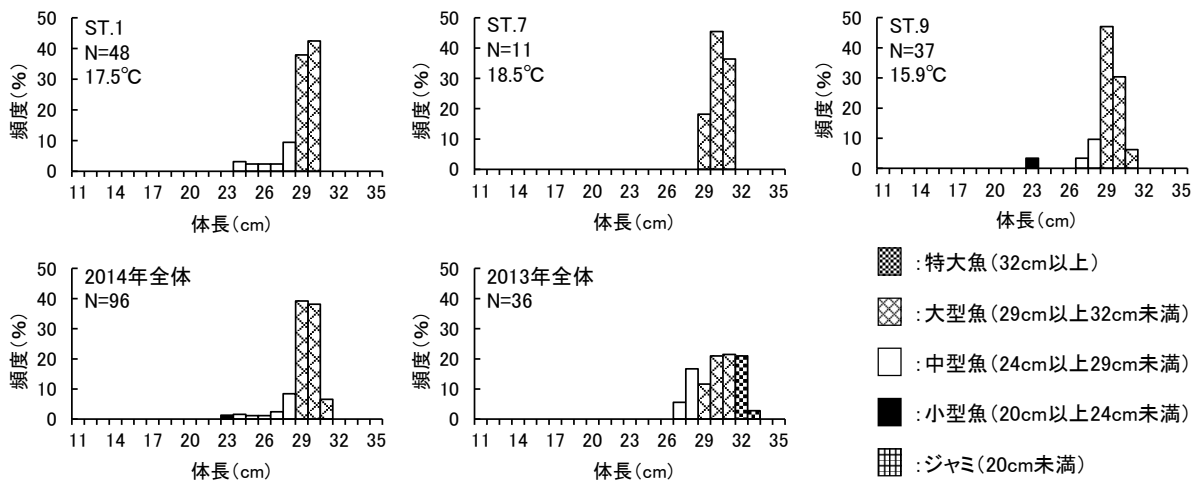 ST.1
N=48
17.5℃
頻度(%)
50
40
30
20
10
0
11 14 17 20 23 26 29 32 35
体長(cm)
ST.7
N=11
18.5℃
頻度(%)
50
40
30
20
10
0
11 14 17 20 23 26 29 32 35
体長(cm)
ST.9
N=37
15.9℃
頻度(%)
50
40
30
20
10
0
11 14 17 20 23 26 29 32 35
体長(cm)
2014年全体
N=96
頻度(%)
50
40
30
20
10
0
11 14 17 20 23 26 29 32 35
体長(cm)
2013年全体
N=36
頻度(%)
50
40
30
20
10
0
11 14 17 20 23 26 29 32 35
体長(cm)
:特大魚(32cm以上)
:大型魚(29cm以上32cm未満)
:中型魚(24cm以上29cm未満)
:小型魚(20cm以上24cm未満)
:ジャミ(20cm未満)